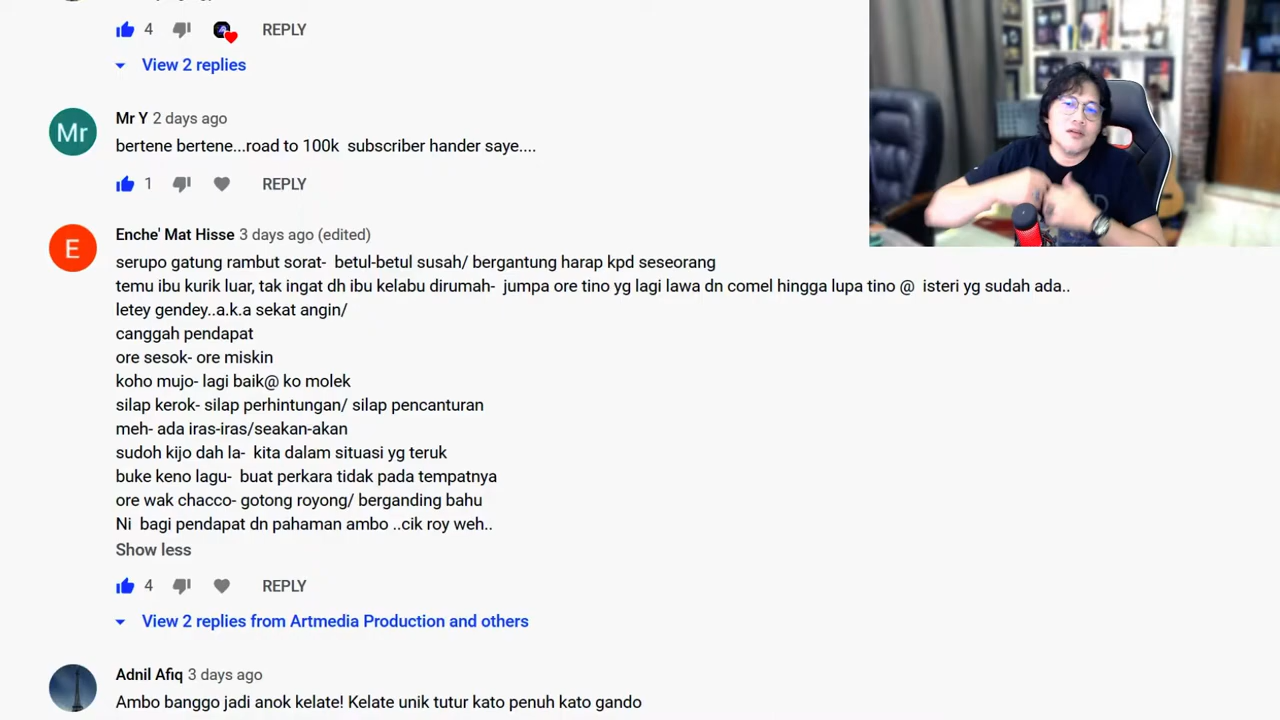 4 REPLY
View 2 replies
Mr
Mr Y 2 days ago
bertene bertene...road to 100k subscriber hander saye....
1 REPLY
E
Enche' Mat Hisse 3 days ago (edited)
serupo gatung rambut sorat- betul-betul susah/ bergantung harap kpd seseorang
temu ibu kurik luar, tak ingat dh ibu kelabu dirumah- jumpa ore tino yg lagi lawa dn comel hingga lupa tino @ isteri yg sudah ada..
letey gendey..a.k.a sekat angin/
canggah pendapat
ore sesok- ore miskin
koho mujo- lagi baik@ ko molek
silap kerok- silap perhintungan/ silap pencanturan
meh- ada iras-iras/seakan-akan
sudoh kijo dah la- kita dalam situasi yg teruk
buke keno lagu- buat perkara tidak pada tempatnya
ore wak chacco- gotong royong/ berganding bahu
Ni bagi pendapat dn pahaman ambo ..cik roy weh..
Show less
4 REPLY
View 2 replies from Artmedia Production and others
Adnil Afiq 3 days ago
Ambo banggo jadi anok kelate! Kelate unik tutur kato penuh kato gando